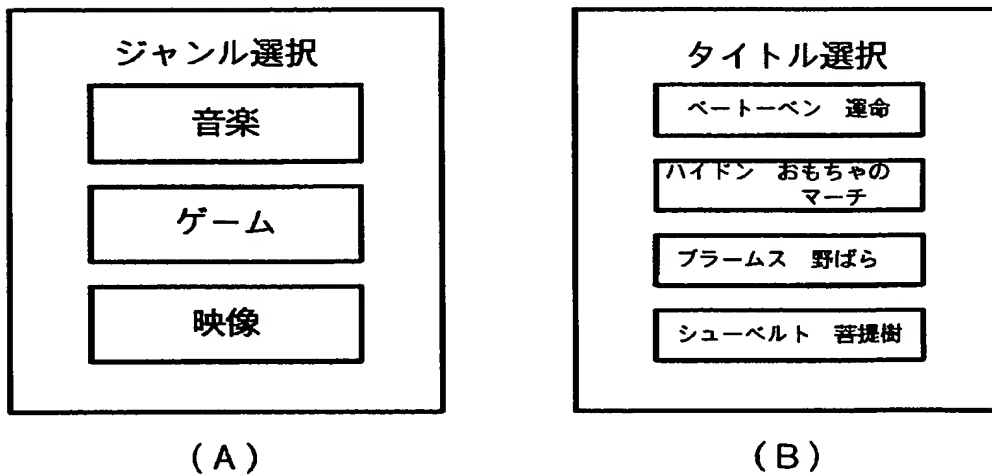 ジャンル選択
音楽
ゲーム
映像
(A)
タイトル選択
ベートーベン 運命
ハイドン おもちゃの
マーチ
ブラームス 野ばら
シューベルト 菩提樹
(B)